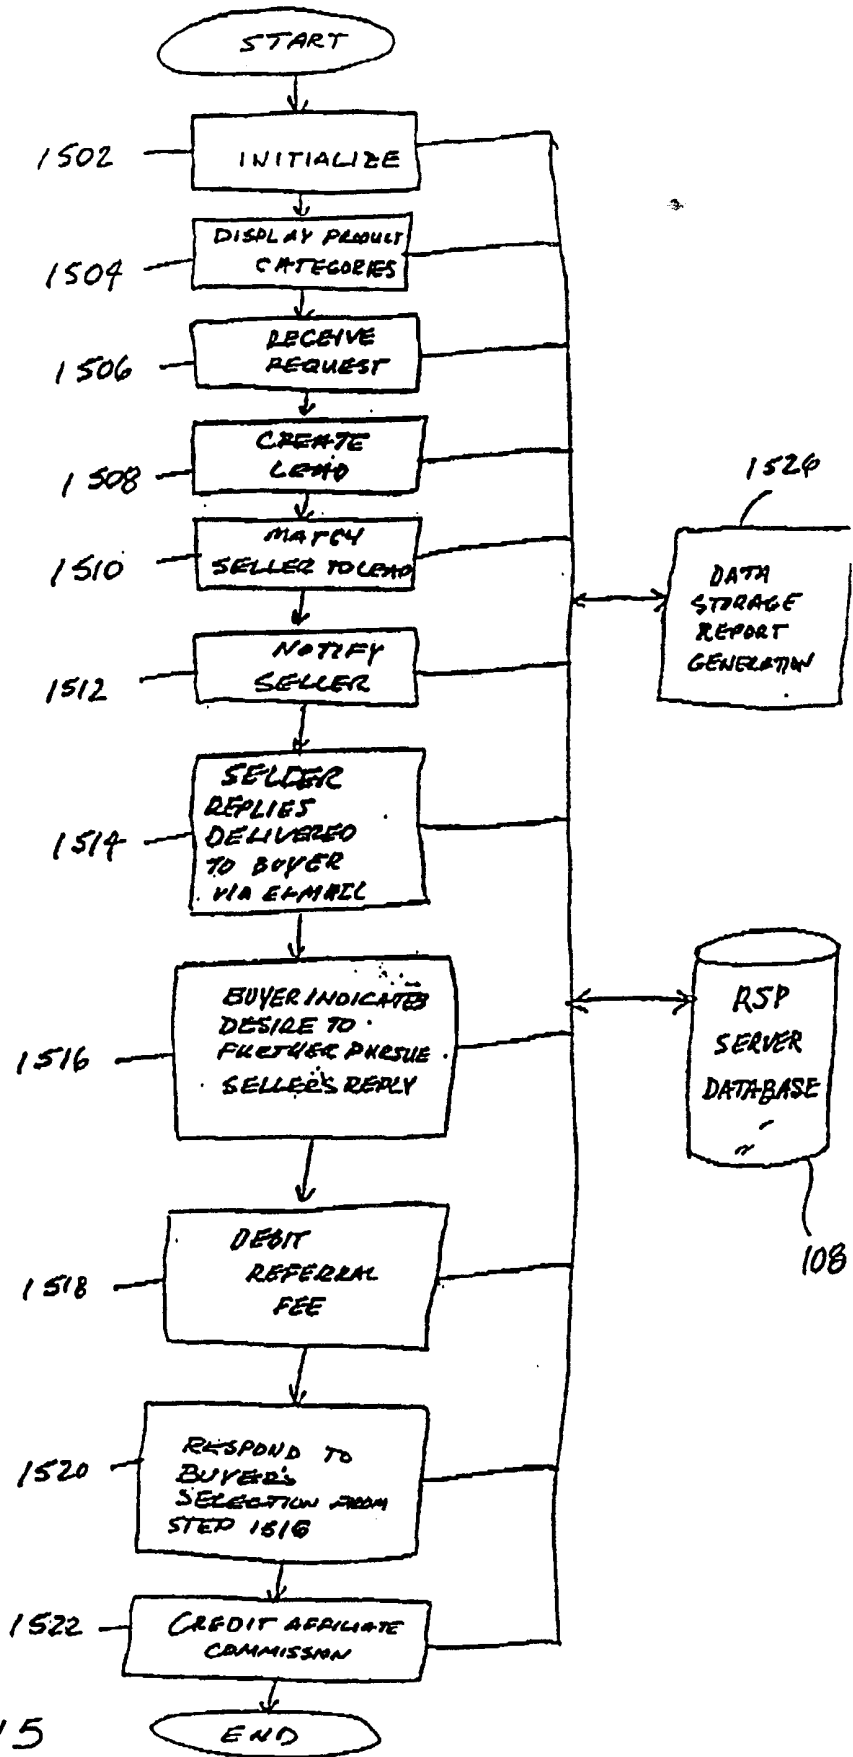 START
1502
INITIALIZE
1504
DISPLAY PRODUCT
CATEGORIES
1506
RECEIVE
REQUEST
1508
CREATE
LEAD
1510
MATCH
SELLER TO LEAD
1512
NOTIFY
SELLER
1514
SELLER
REPLIES
DELIVERED
TO BUYER
VIA E-MAIL
1516
BUYER INDICATES
DESIRE TO
FURTHER PURSUE
SELLER'S REPLY
1518
DEBIT
REFERRAL
FEE
1520
RESPOND TO
BUYER'S
SELECTION FROM
STEP 1516
1522
CREDIT AFFILIATE
COMMISSION
END
15
1526
DATA
STORAGE
REPORT
GENERATION
RSP
SERVER
DATABASE
108